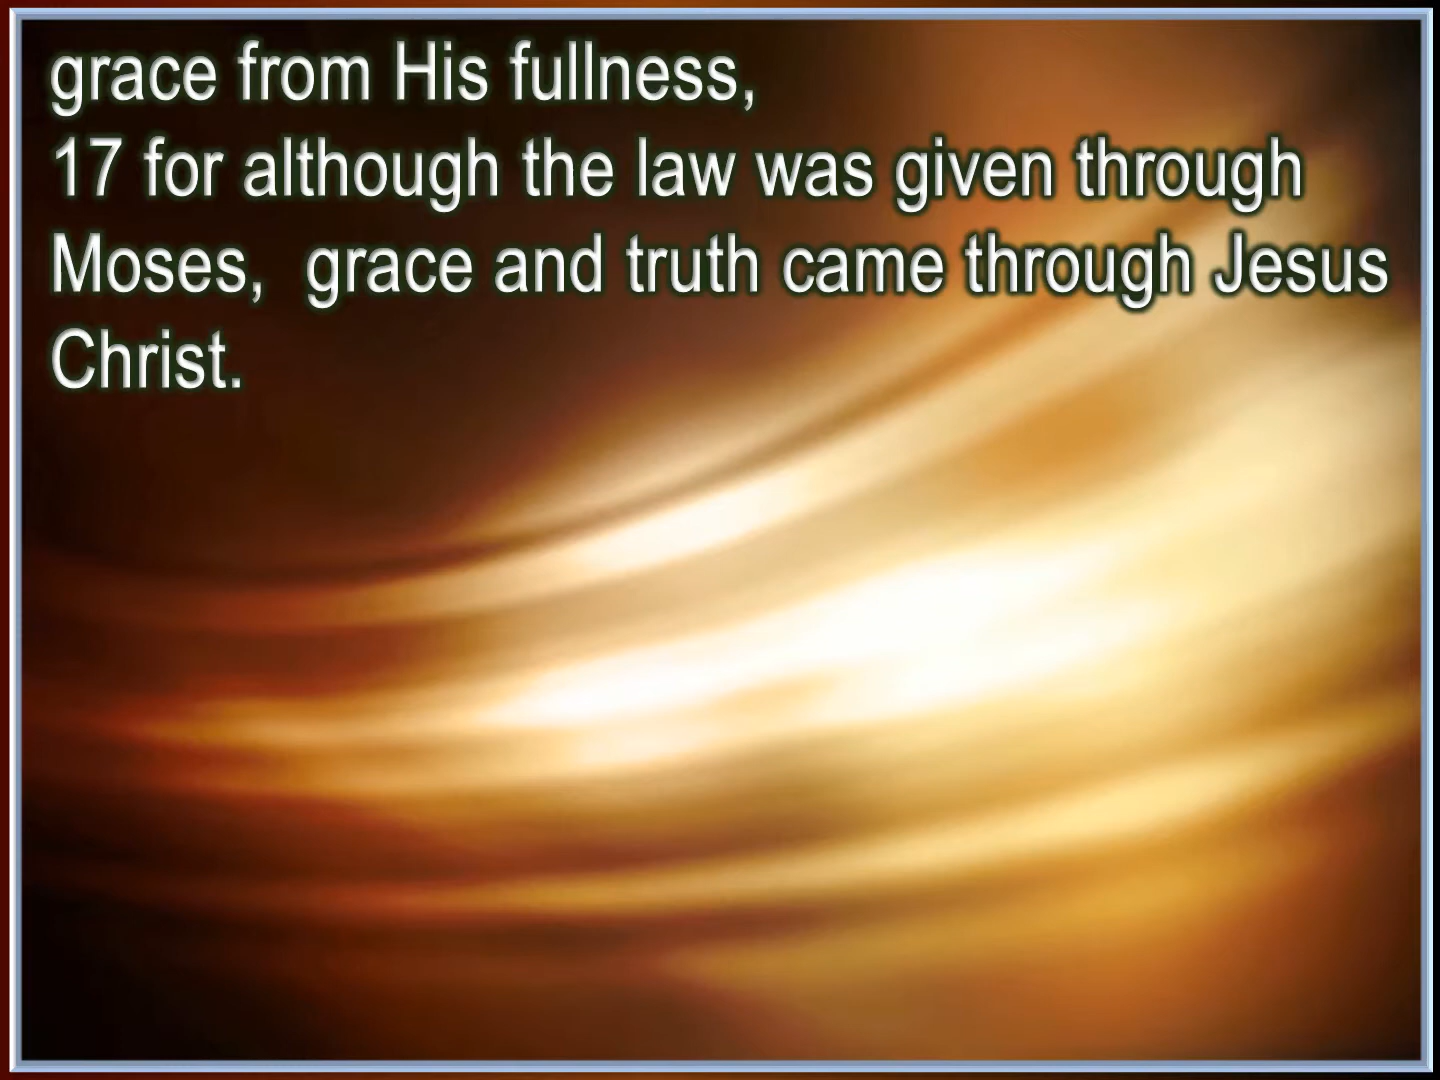 grace from His fullness,
17 for although the law was given through
Moses,  grace and truth came through Jesus
Christ.